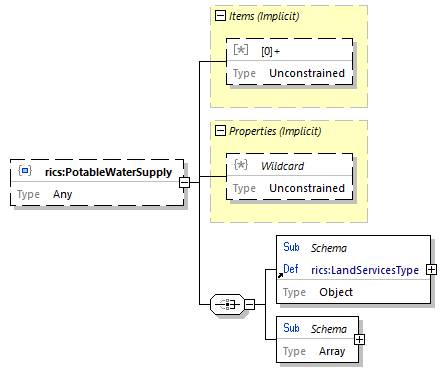 Items (Implicit)
[0]+
Type Unconstrained
Properties (Implicit)
Wildcard
Type Unconstrained
rics:PotableWaterSupply
Type Any
Sub Schema
Def rics:LandServicesType
Type Object
Sub Schema
Type Array